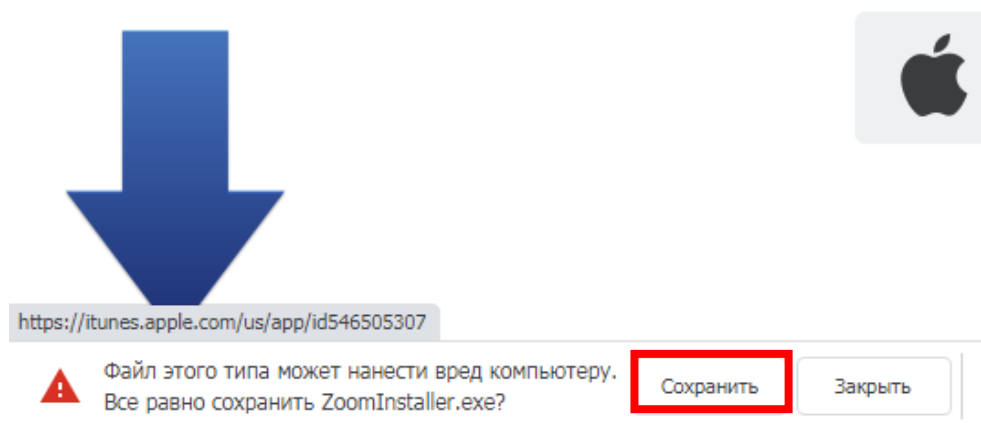 https://itunes.apple.com/us/app/id546505307
Файл этого типа может нанести вред компьютеру.
Все равно сохранить ZoomInstaller.exe?
Сохранить
Закрыть